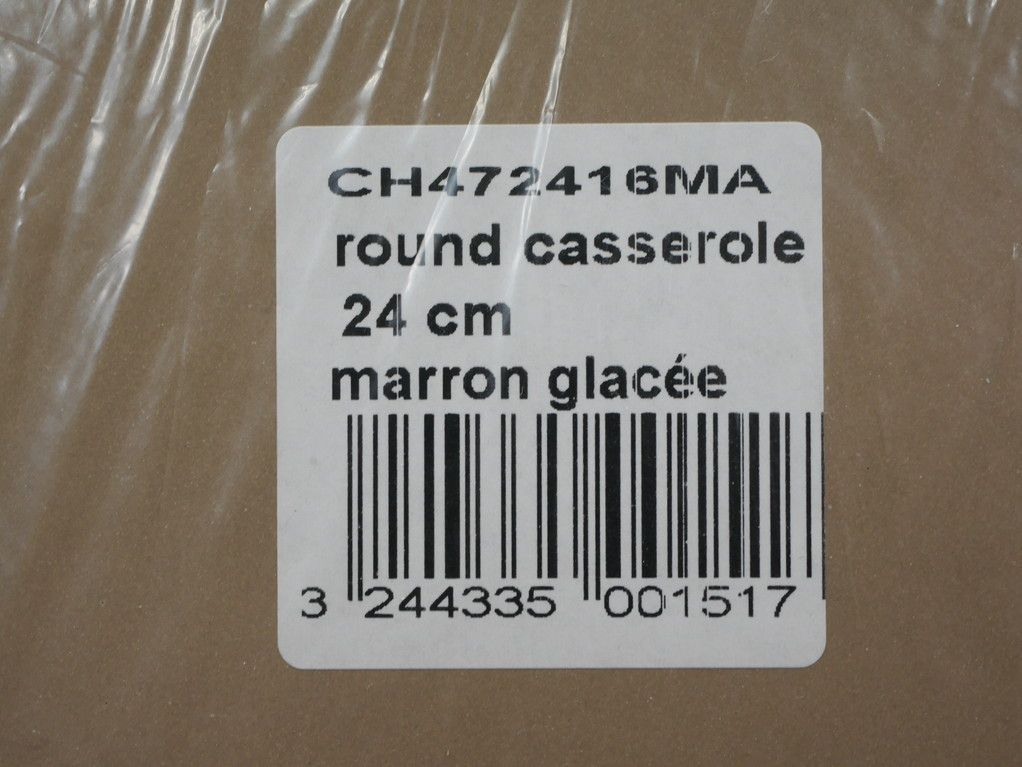 CH472416MA
round casserole
24 cm
marron glacée
3 244335 001517